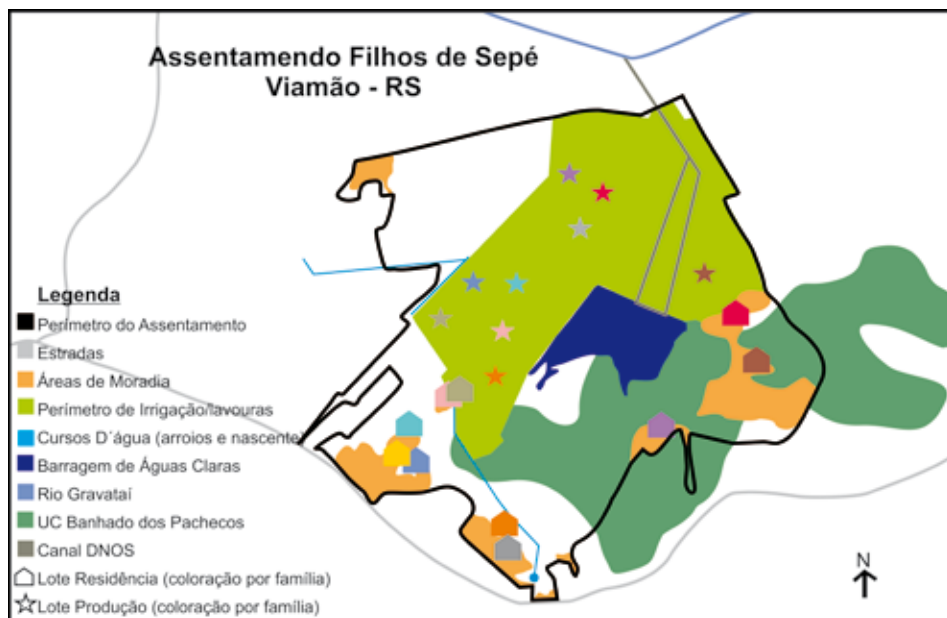 Assentamendo Filhos de Sepé
Viamão - RS
Legenda
Perímetro do Assentamento
Estradas
Áreas de Moradia
Perímetro de Irrigação/lavouras
Cursos D´água (arroios e nascente)
Barragem de Águas Claras
Rio Gravataí
UC Banhado dos Pachecos
Canal DNOS
Lote Residência (coloração por família)
Lote Produção (coloração por família)
N